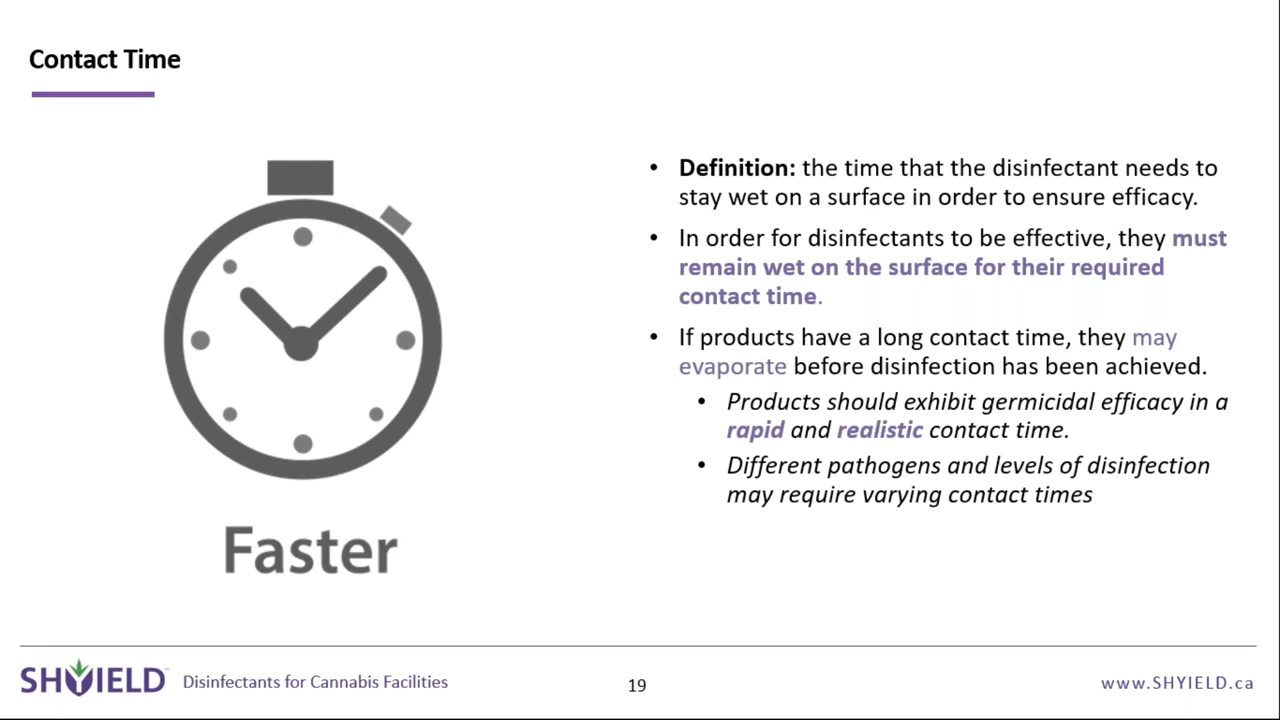 Contact Time
• Definition: the time that the disinfectant needs to
stay wet on a surface in order to ensure efficacy.
• In order for disinfectants to be effective, they must
remain wet on the surface for their required
contact time.
• If products have a long contact time, they may
evaporate before disinfection has been achieved.
• Products should exhibit germicidal efficacy in a
rapid and realistic contact time.
• Different pathogens and levels of disinfection
may require varying contact times
Faster
SHYIELD™ Disinfectants for Cannabis Facilities
19
www.SHYIELD.ca